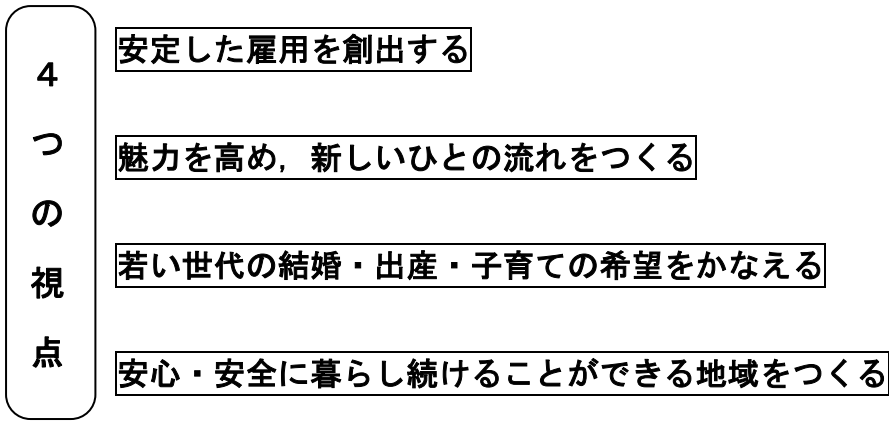 ４つの視点
安定した雇用を創出する
魅力を高め，新しいひとの流れをつくる
若い世代の結婚・出産・子育ての希望をかなえる
安心・安全に暮らし続けることができる地域をつくる